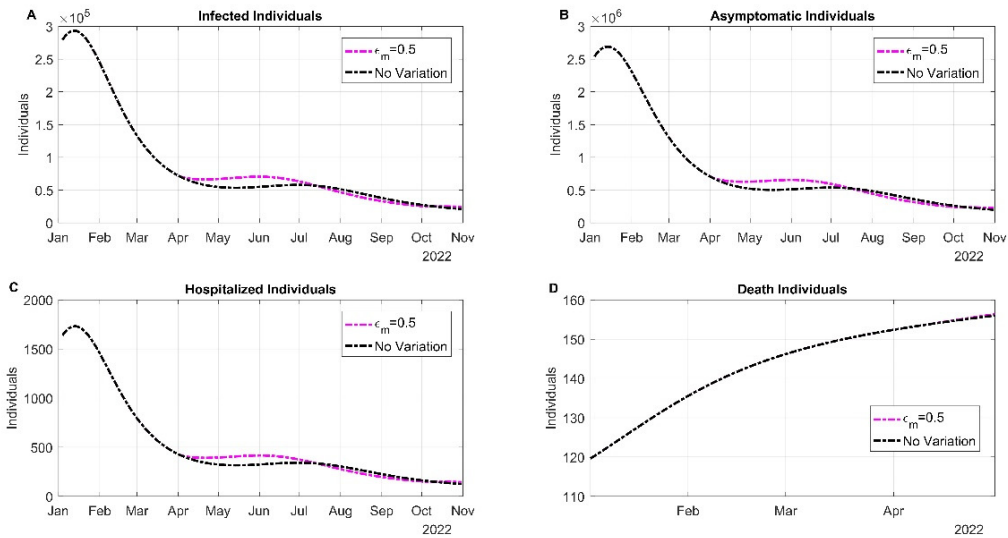 A
Infected Individuals
3
×10⁵
2.5
2
1.5
1
0.5
0
Individuals
ϵm=0.5
No Variation
Jan Feb Mar Apr May Jun Jul Aug Sep Oct Nov
2022
B
Asymptomatic Individuals
3
×10⁶
2.5
2
1.5
1
0.5
0
Individuals
ϵm=0.5
No Variation
Jan Feb Mar Apr May Jun Jul Aug Sep Oct Nov
2022
C
Hospitalized Individuals
2000
1500
1000
500
0
Individuals
ϵm=0.5
No Variation
Jan Feb Mar Apr May Jun Jul Aug Sep Oct Nov
2022
D
Death Individuals
160
150
140
130
120
110
Individuals
ϵm=0.5
No Variation
Feb Mar Apr
2022